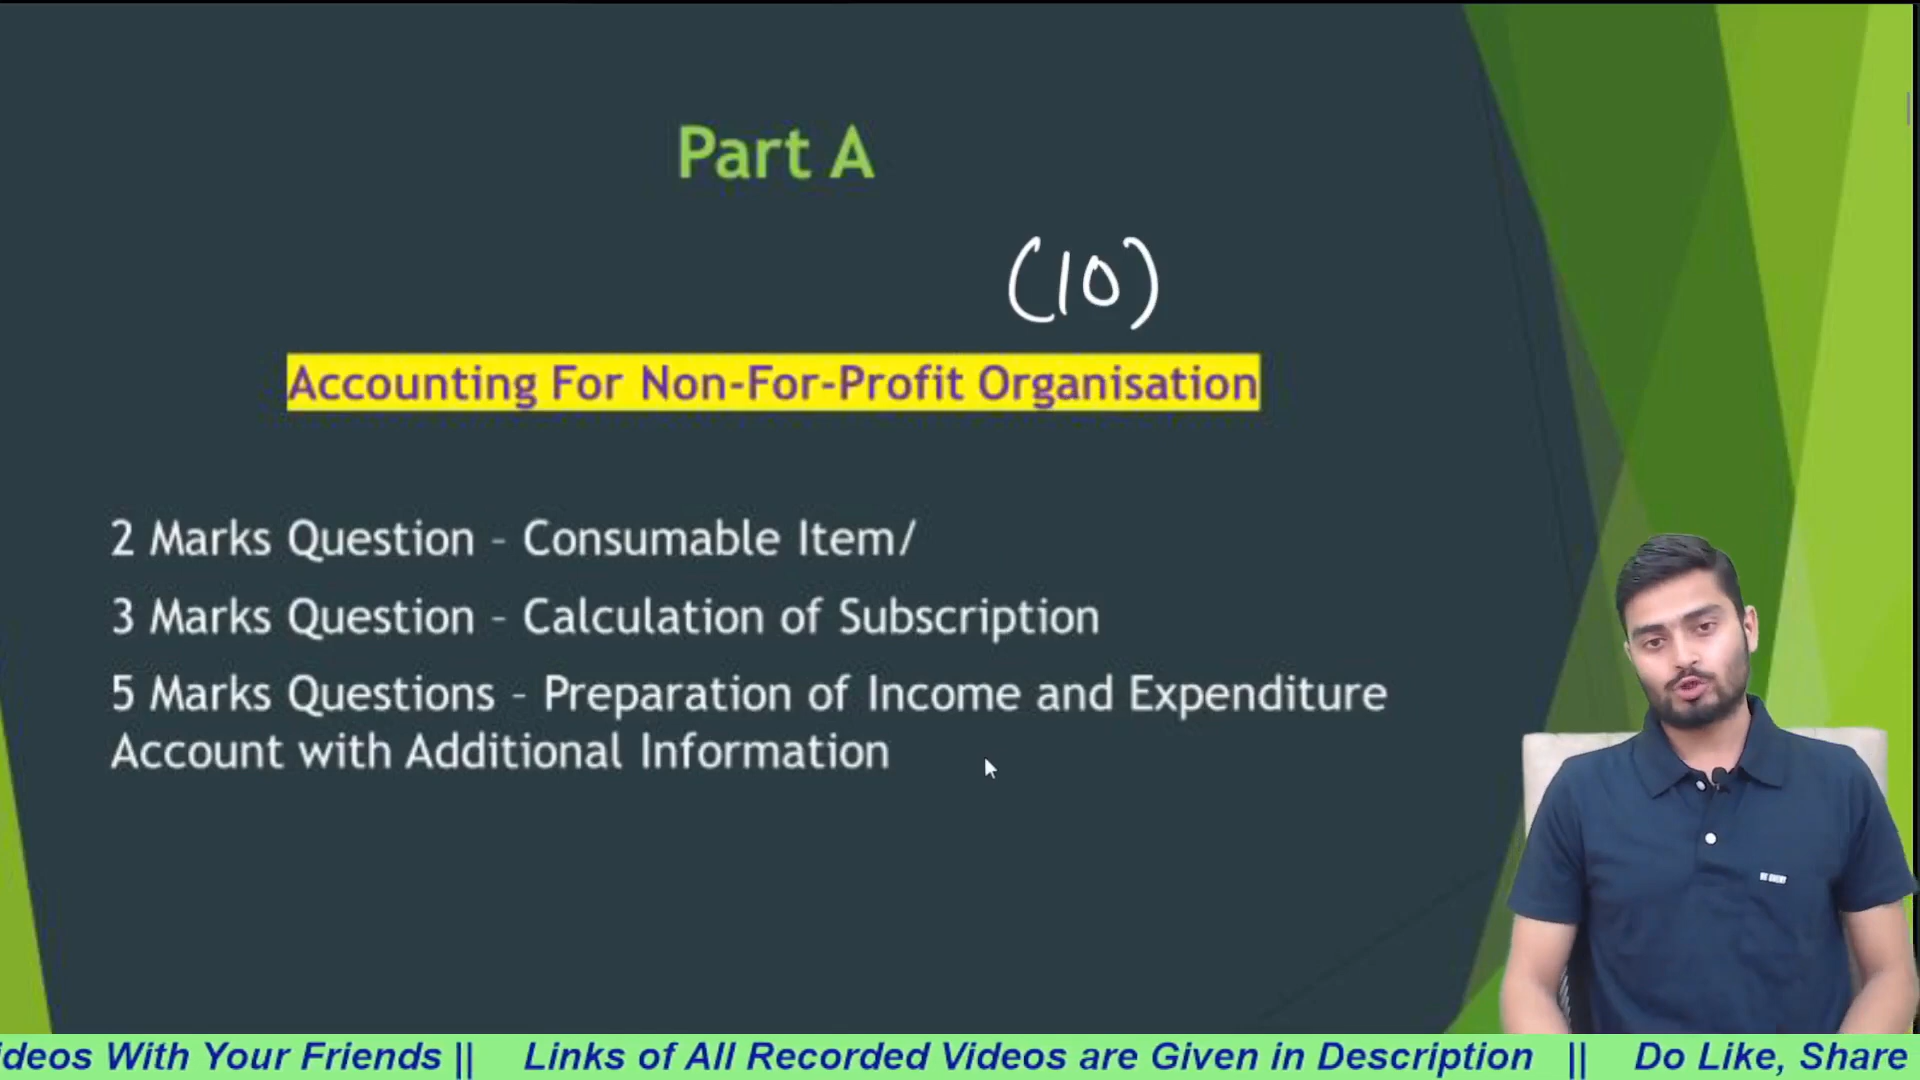 Part A
(10)
Accounting For Non-For-Profit Organisation
2 Marks Question – Consumable Item/
3 Marks Question – Calculation of Subscription
5 Marks Questions – Preparation of Income and Expenditure
Account with Additional Information
ideos With Your Friends || Links of All Recorded Videos are Given in Description || Do Like, Share